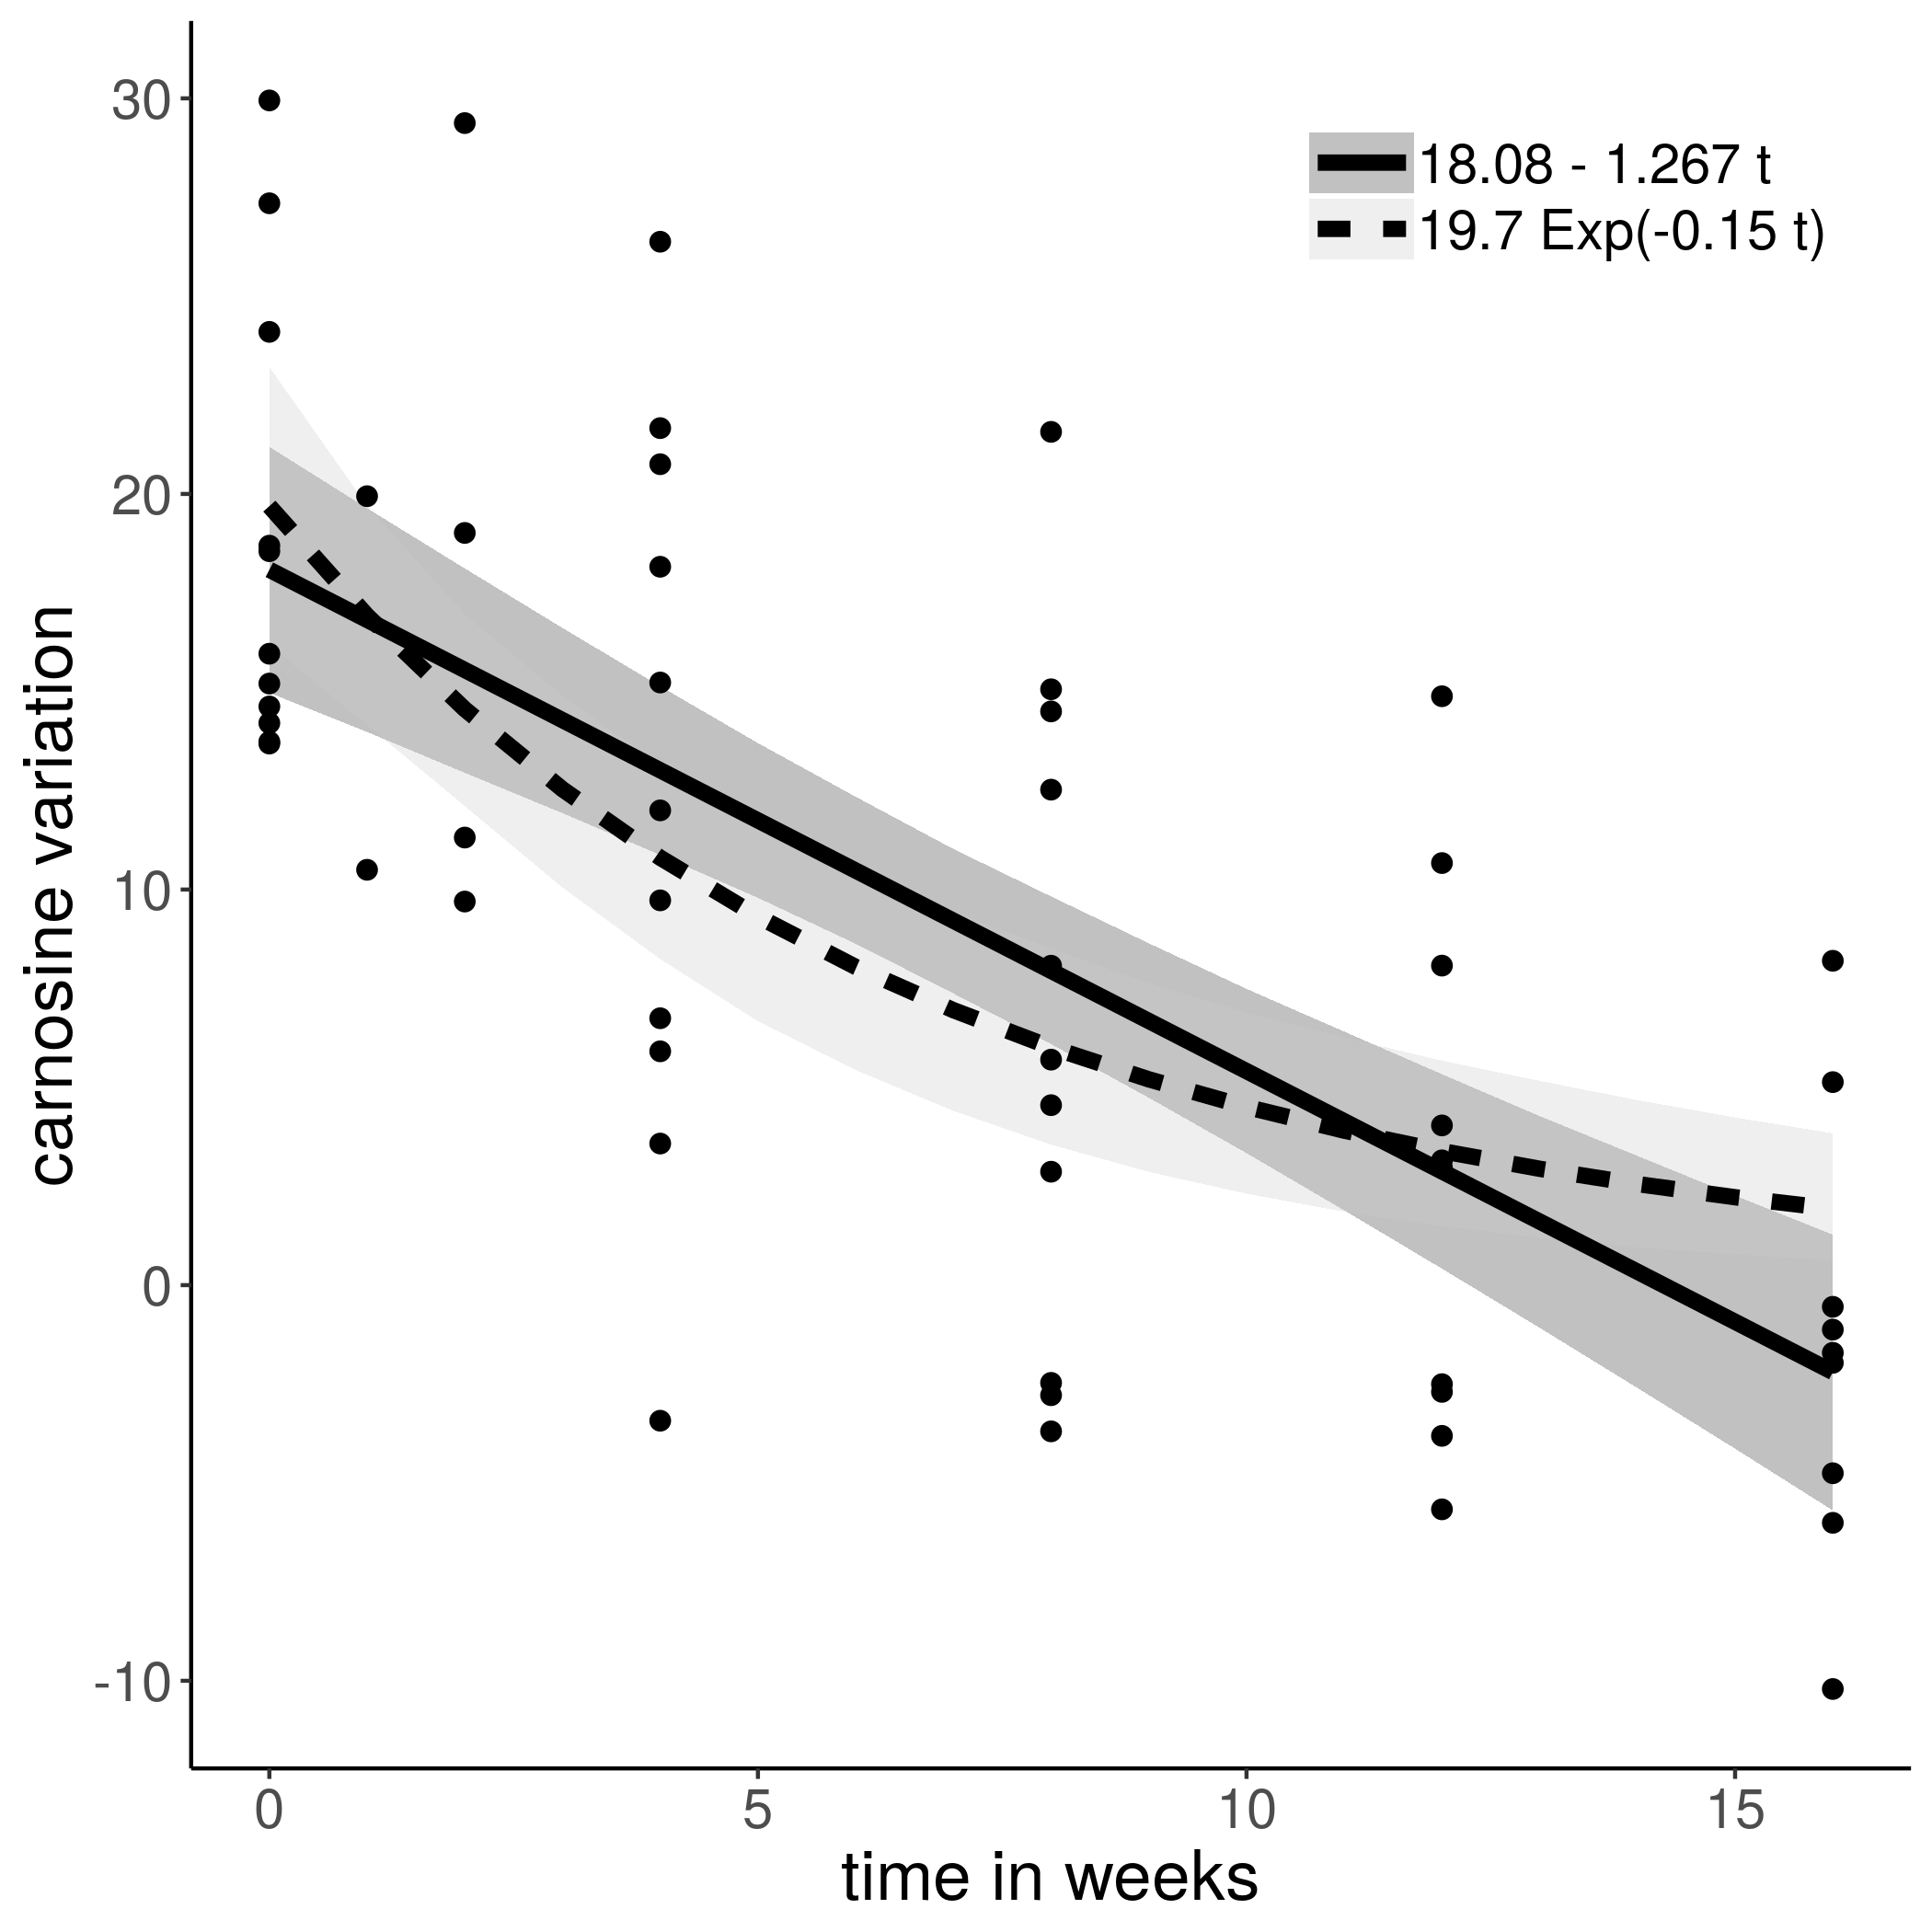 18.08 - 1.267 t
19.7 Exp(-0.15 t)
carnosine variation
30
20
10
0
-10
0 5 10 15
time in weeks